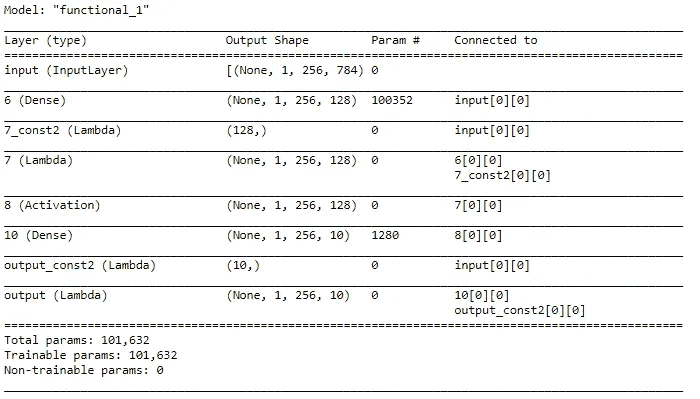 Model: "functional_1"
Layer (type) Output Shape Param # Connected to
input (InputLayer) [(None, 1, 256, 784) 0
6 (Dense) (None, 1, 256, 128) 100352 input[0][0]
7_const2 (Lambda) (128,) 0 input[0][0]
7 (Lambda) (None, 1, 256, 128) 0 6[0][0]
7_const2[0][0]
8 (Activation) (None, 1, 256, 128) 0 7[0][0]
10 (Dense) (None, 1, 256, 10) 1280 8[0][0]
output_const2 (Lambda) (10,) 0 input[0][0]
output (Lambda) (None, 1, 256, 10) 0 10[0][0]
output_const2[0][0]
Total params: 101,632
Trainable params: 101,632
Non-trainable params: 0